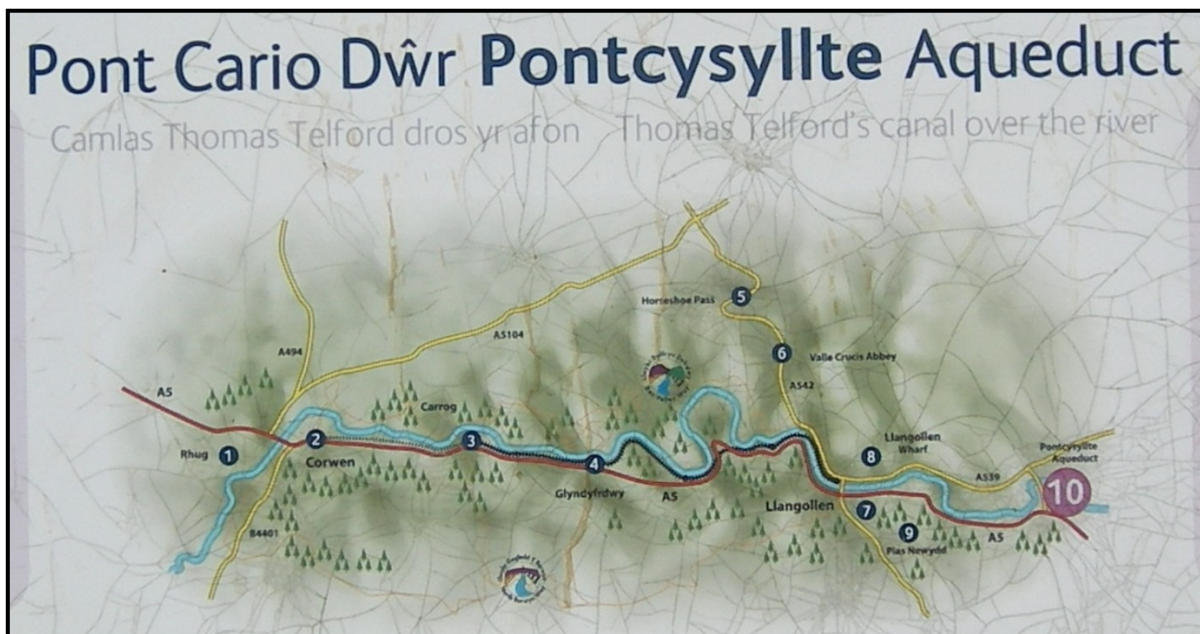 Pont Cario Dŵr Pontcysyllte Aqueduct
Camlas Thomas Telford dros yr afon Thomas Telford's canal over the river
Horseshoe Pass 5
A5104
A494
6 Valle Crucis Abbey
A5
A542
Carrog
Rhug 1
2
Corwen
3
4
Glyndyfrdwy
A5
8 Llangollen
Wharf
Pontcysyllte
Aqueduct
A539
10
Llangollen
7
9
Plas Newydd
A5
B4401